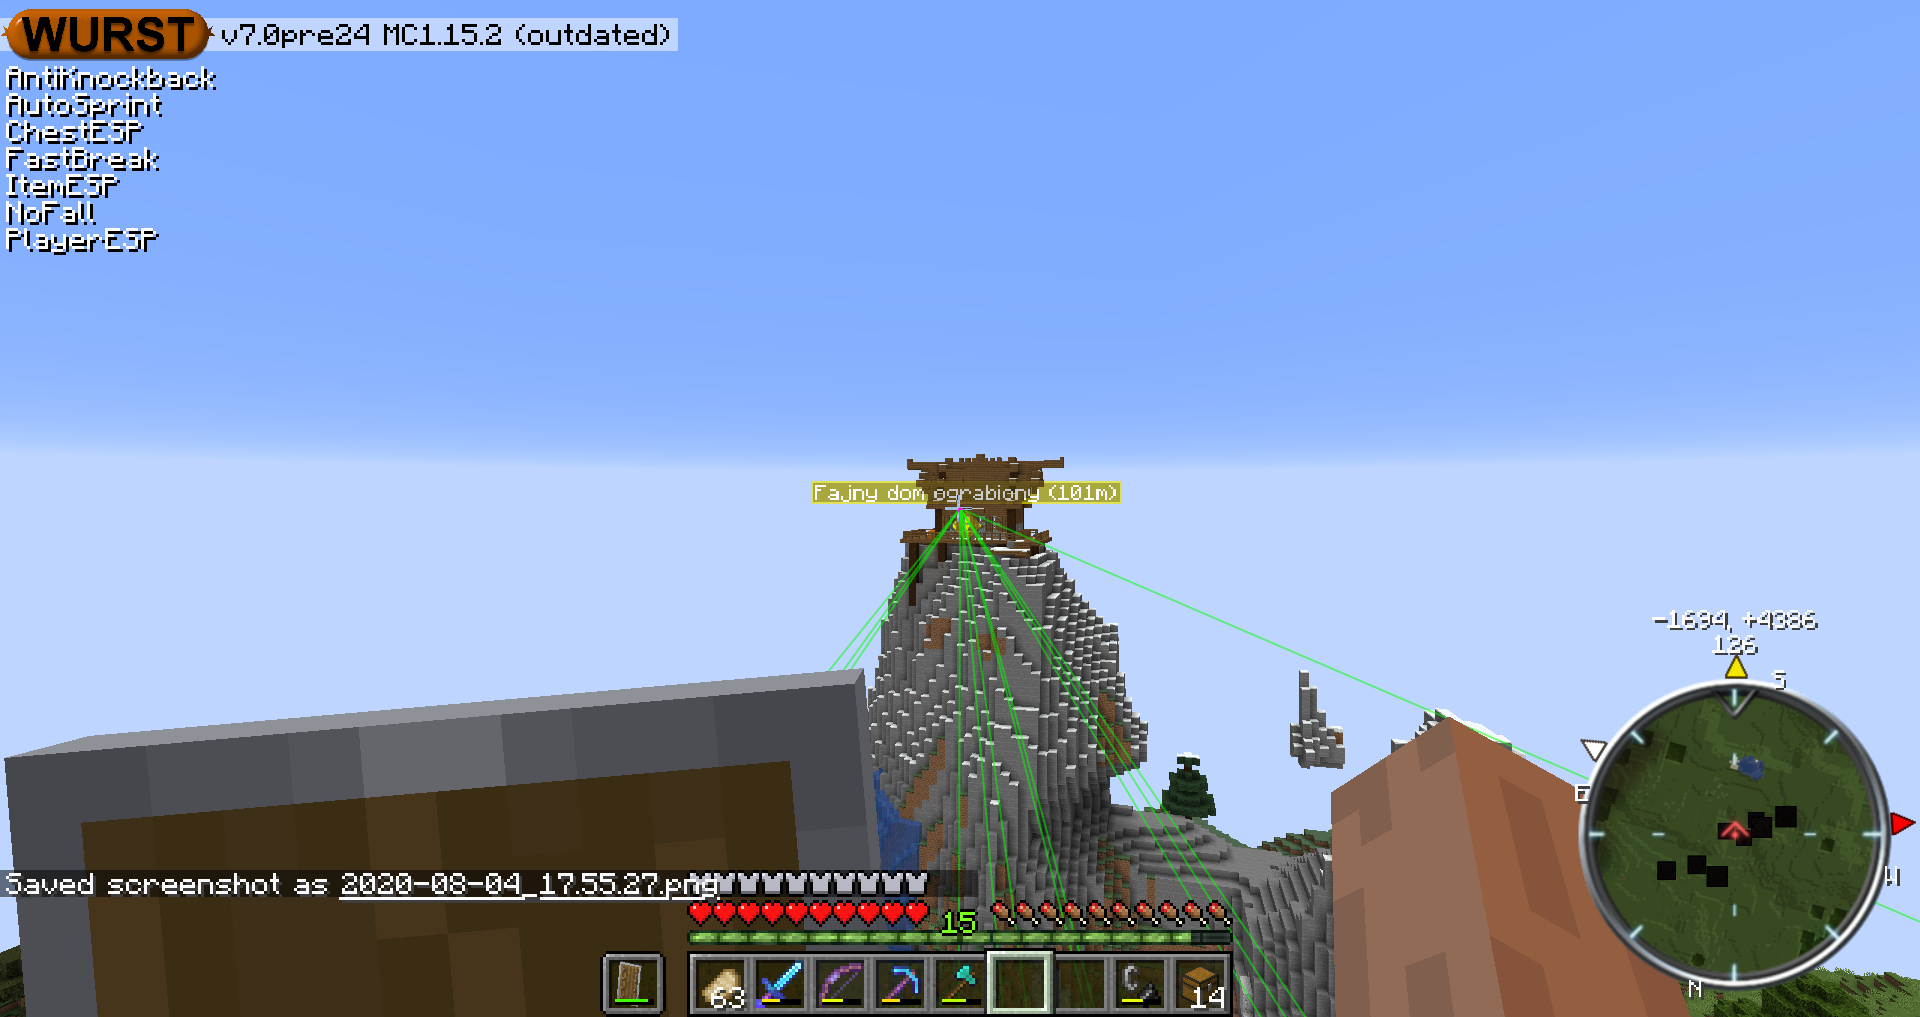 WURST v7.0pre24 MC1.15.2 (outdated)
AntiKnockback
AutoSprint
ChestESP
FastBreak
ItemESP
NoFall
PlayerESP
Fajny dom ograbiony (101m)
-1694, +4386
126
S
E
W
N
Saved screenshot as 2020-08-04_17.55.27.png
15
63
14